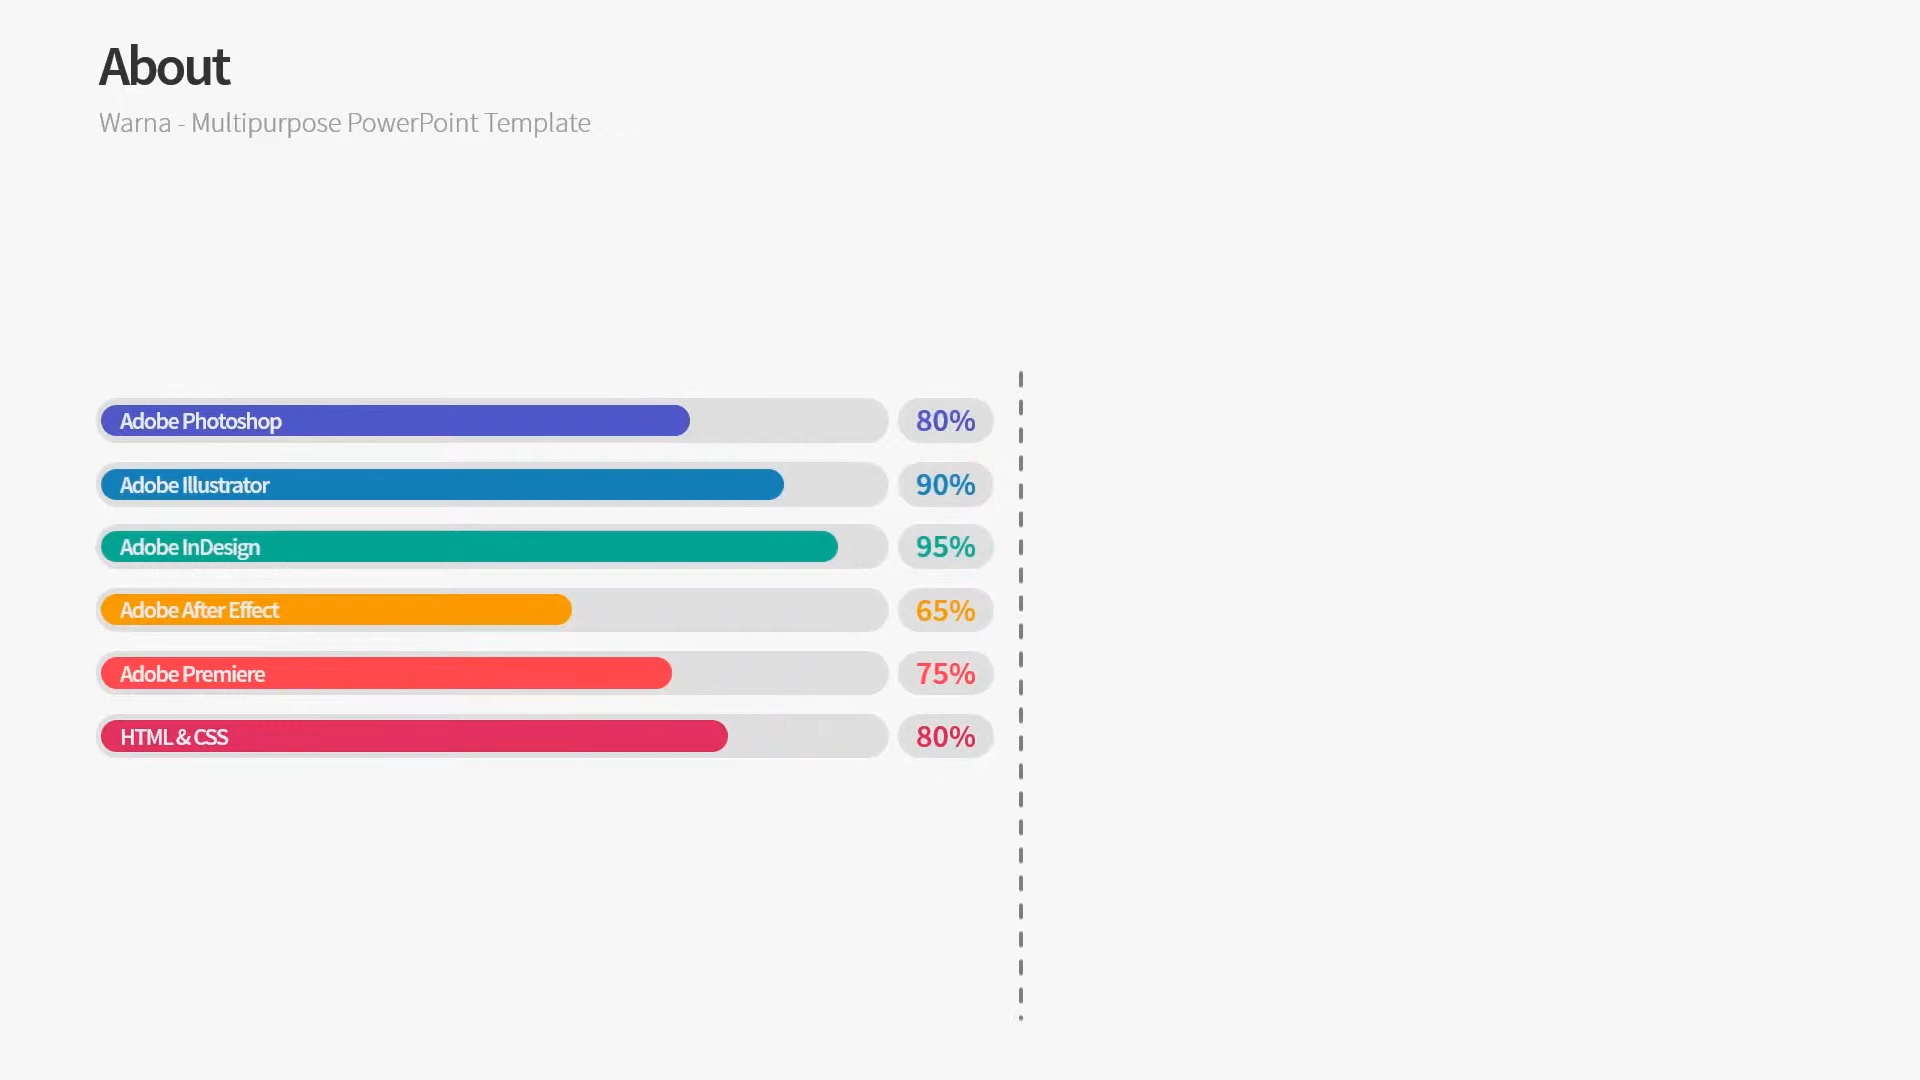 About
Warna - Multipurpose PowerPoint Template
Adobe Photoshop 80%
Adobe Illustrator 90%
Adobe InDesign 95%
Adobe After Effect 65%
Adobe Premiere 75%
HTML & CSS 80%